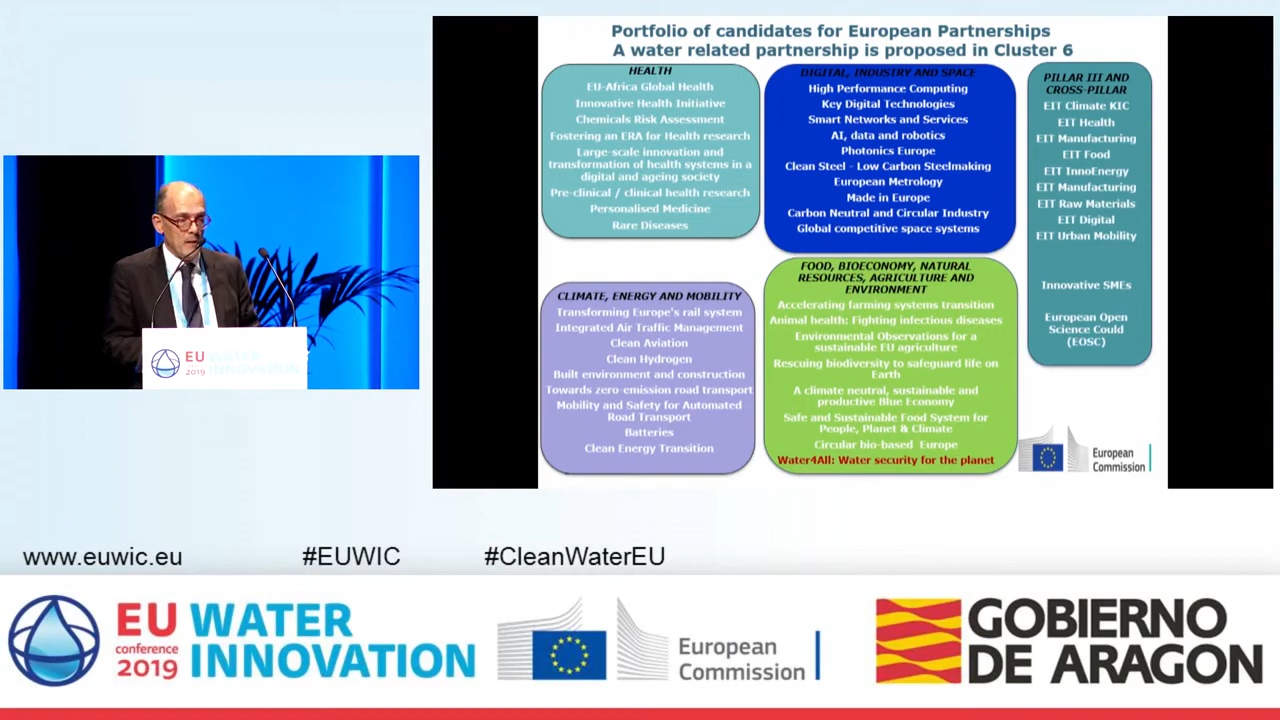 Portfolio of candidates for European Partnerships
A water related partnership is proposed in Cluster 6
HEALTH
EU-Africa Global Health
Innovative Health Initiative
Chemicals Risk Assessment
Fostering an ERA for Health research
Large-scale innovation and
transformation of health systems in a
digital and ageing society
Pre-clinical / clinical health research
Personalised Medicine
Rare Diseases
DIGITAL, INDUSTRY AND SPACE
High Performance Computing
Key Digital Technologies
Smart Networks and Services
AI, data and robotics
Photonics Europe
Clean Steel - Low Carbon Steelmaking
European Metrology
Made in Europe
Carbon Neutral and Circular Industry
Global competitive space systems
PILLAR III AND
CROSS-PILLAR
EIT Climate KIC
EIT Health
EIT Manufacturing
EIT Food
EIT InnoEnergy
EIT Manufacturing
EIT Raw Materials
EIT Digital
EIT Urban Mobility
Innovative SMEs
European Open
Science Could
(EOSC)
CLIMATE, ENERGY AND MOBILITY
Transforming Europe's rail system
Integrated Air Traffic Management
Clean Aviation
Clean Hydrogen
Built environment and construction
Towards zero-emission road transport
Mobility and Safety for Automated
Road Transport
Batteries
Clean Energy Transition
FOOD, BIOECONOMY, NATURAL
RESOURCES, AGRICULTURE AND
ENVIRONMENT
Accelerating farming systems transition
Animal health: Fighting infectious diseases
Environmental Observations for a
sustainable EU agriculture
Rescuing biodiversity to safeguard life on
Earth
A climate neutral, sustainable and
productive Blue Economy
Safe and Sustainable Food System for
People, Planet & Climate
Circular bio-based Europe
Water4All: Water security for the planet
European
Commission
EU WATER
2019 INNOVATION
www.euwic.eu #EUWIC #CleanWaterEU
EU WATER
conference
2019 INNOVATION
European
Commission
GOBIERNO
DE ARAGON